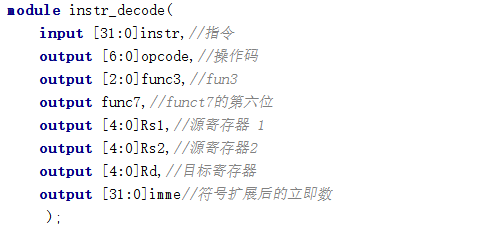 module instr_decode(
input [31:0]instr,//指令
output [6:0]opcode,//操作码
output [2:0]func3,//fun3
output func7,//funct7的第六位
output [4:0]Rs1,//源寄存器 1
output [4:0]Rs2,//源寄存器2
output [4:0]Rd,//目标寄存器
output [31:0]imme//符号扩展后的立即数
);